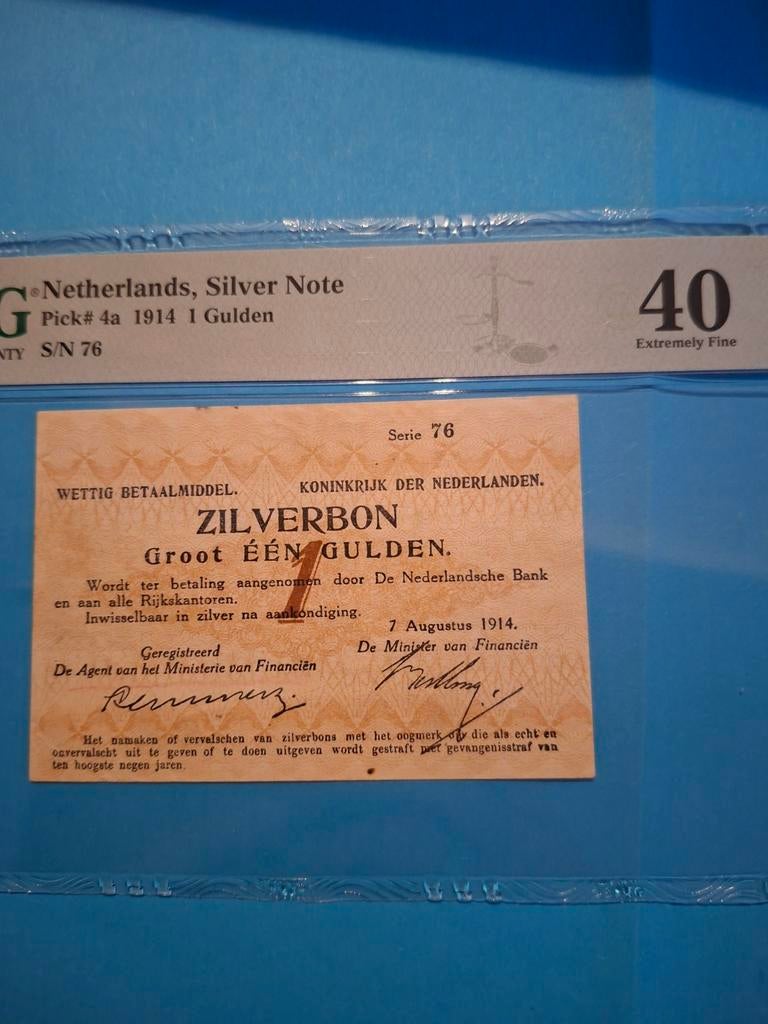 G® Netherlands, Silver Note
Pick# 4a 1914 1 Gulden
NTY S/N 76
40
Extremely Fine
Serie 76
WETTIG BETAALMIDDEL. KONINKRIJK DER NEDERLANDEN.
ZILVERBON
Groot ÉÉN GULDEN.
1
Wordt ter betaling aangenomen door De Nederlandsche Bank
en aan alle Rijkskantoren.
Inwisselbaar in zilver na aankondiging.
7 Augustus 1914.
Geregistreerd
De Agent van het Ministerie van Financiën
De Minister van Financiën
Het namaken of vervalschen van zilverbons met het oogmerk om die als echt en
onvervalscht uit te geven of te doen uitgeven wordt gestraft met gevangenisstraf van
ten hoogste negen jaren.